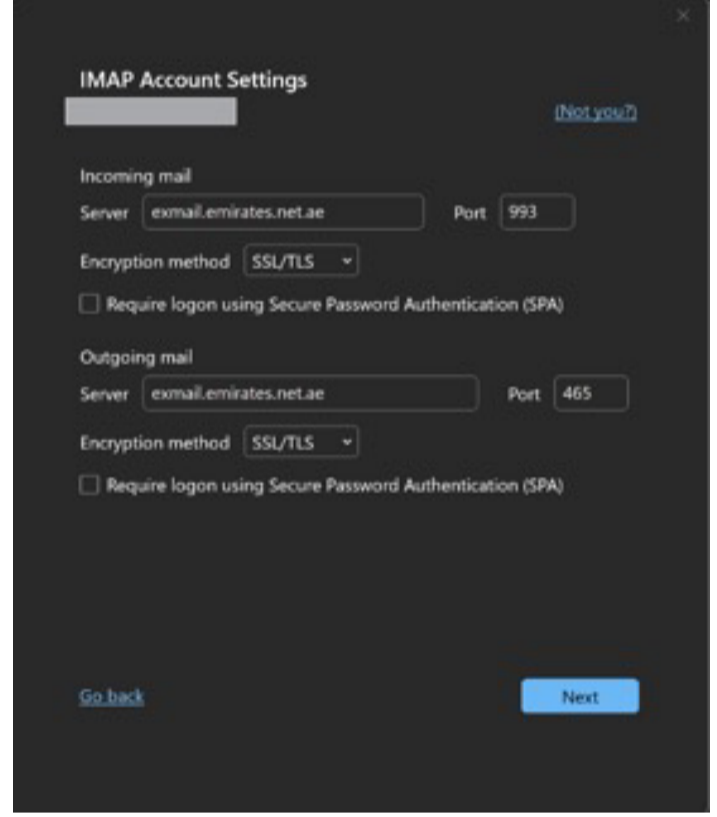 IMAP Account Settings
(Not you?)
Incoming mail
Server exmail.emirates.net.ae Port 993
Encryption method SSL/TLS
Require logon using Secure Password Authentication (SPA)
Outgoing mail
Server exmail.emirates.net.ae Port 465
Encryption method SSL/TLS
Require logon using Secure Password Authentication (SPA)
Go back Next